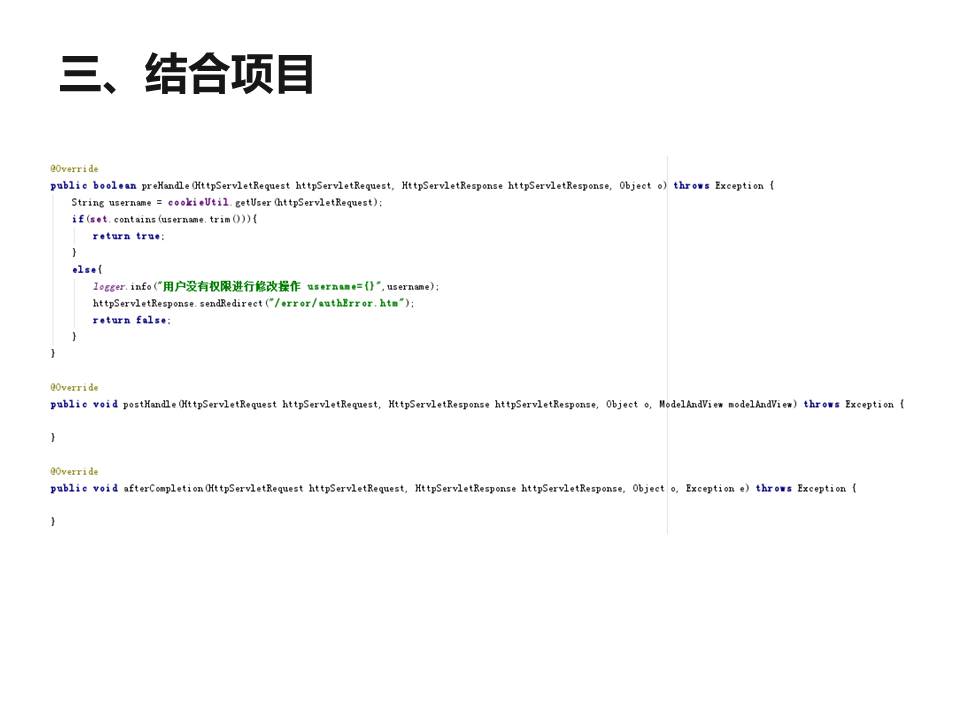 三、结合项目
@Override
public boolean preHandle(HttpServletRequest httpServletRequest, HttpServletResponse httpServletResponse, Object o) throws Exception {
String username = cookieUtil.getUser(httpServletRequest);
if(set.contains(username.trim())){
return true;
}
else{
logger.info("用户没有权限进行修改操作 username={}",username);
httpServletResponse.sendRedirect("/error/authError.htm");
return false;
}
}
@Override
public void postHandle(HttpServletRequest httpServletRequest, HttpServletResponse httpServletResponse, Object o, ModelAndView modelAndView) throws Exception {
}
@Override
public void afterCompletion(HttpServletRequest httpServletRequest, HttpServletResponse httpServletResponse, Object o, Exception e) throws Exception {
}